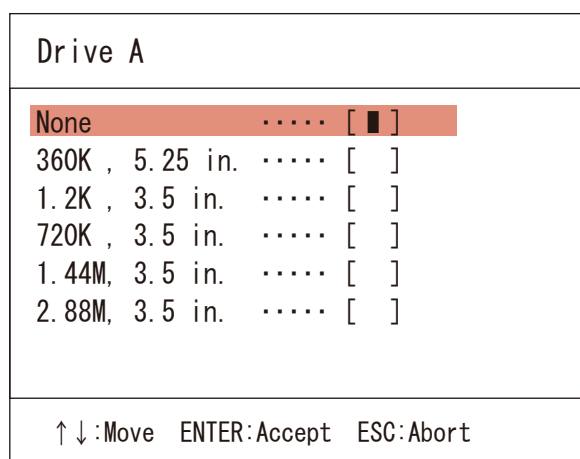 Drive A
None ····· [ ▮ ]
360K , 5.25 in. ····· [ ]
1.2K , 3.5 in. ····· [ ]
720K , 3.5 in. ····· [ ]
1.44M, 3.5 in. ····· [ ]
2.88M, 3.5 in. ····· [ ]
↑↓:Move ENTER:Accept ESC:Abort